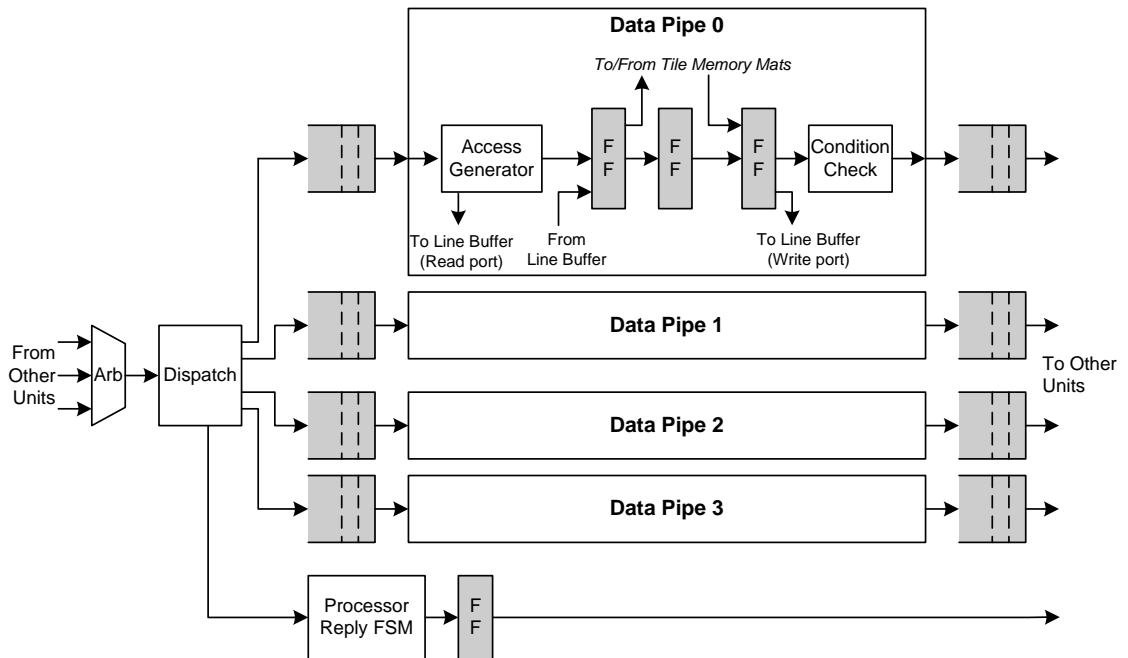 Data Pipe 0
To/From Tile Memory Mats
Access
Generator
F
F
F
F
F
F
Condition
Check
To Line Buffer
(Read port)
From
Line Buffer
To Line Buffer
(Write port)
Data Pipe 1
From
Other
Units
Arb
Dispatch
To Other
Units
Data Pipe 2
Data Pipe 3
Processor
Reply FSM
F
F